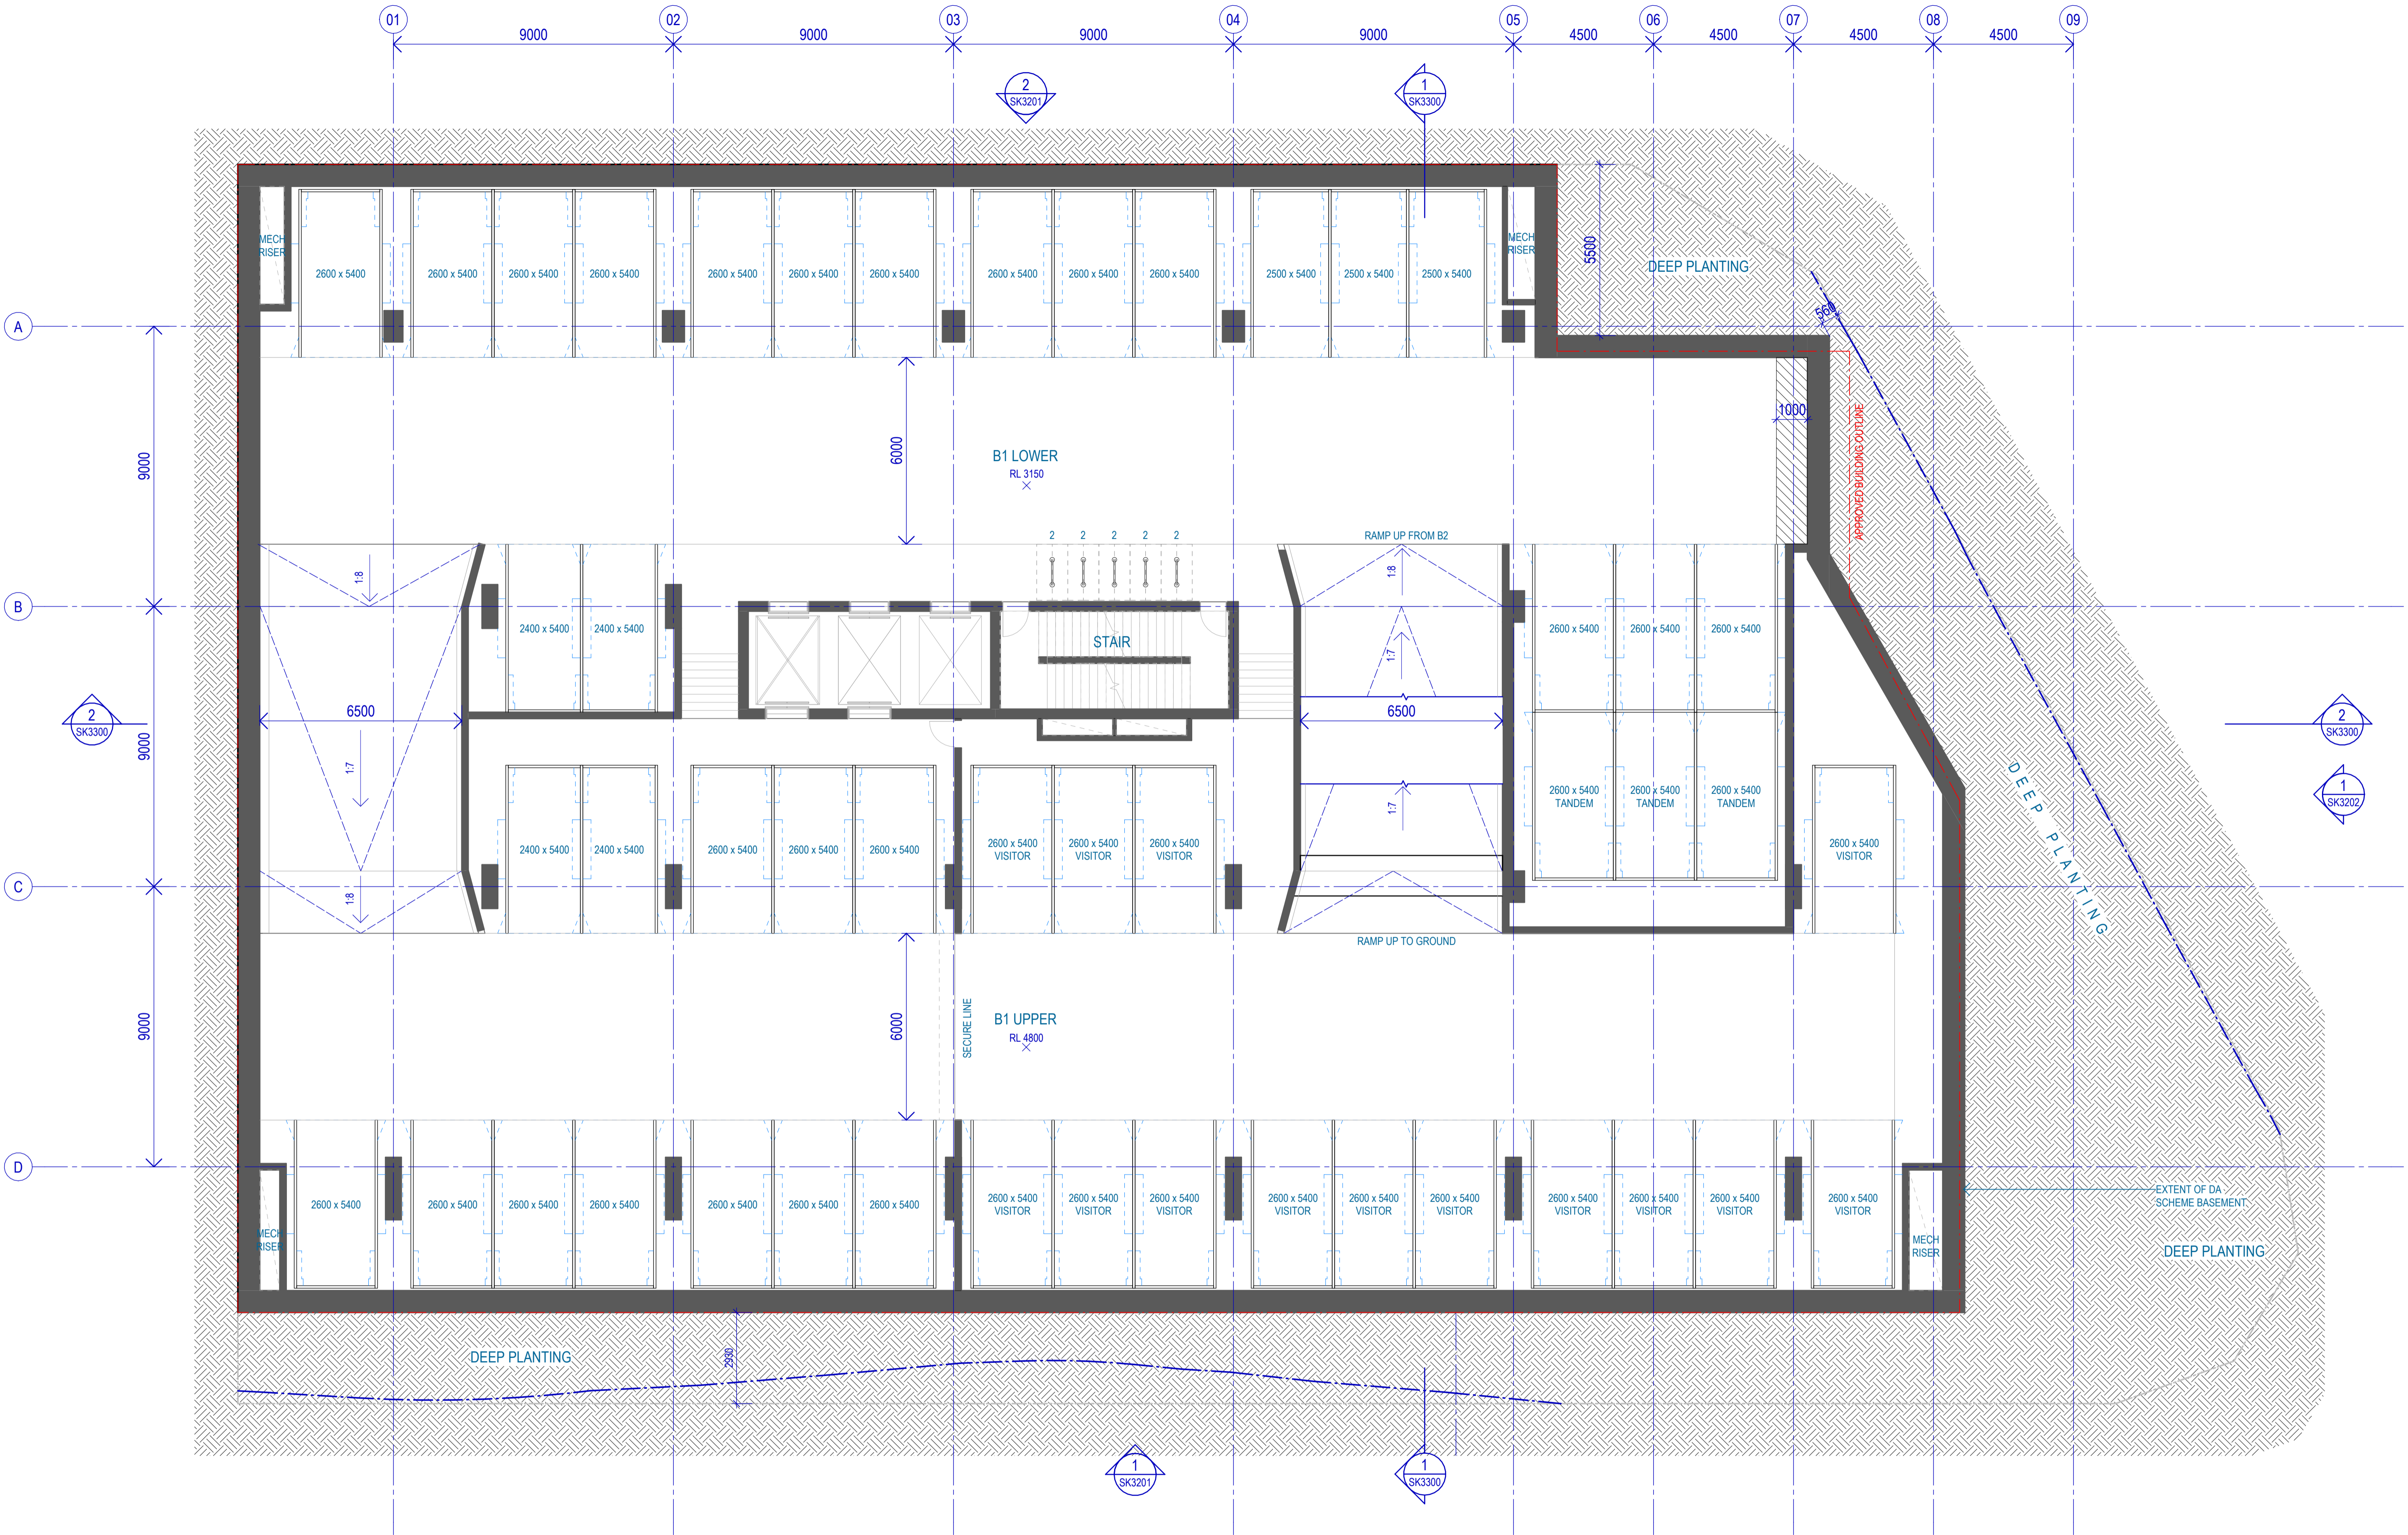 01 02 03 04 05 06 07 08 09
9000 9000 9000 9000 4500 4500 4500 4500
2
SK3201
1
SK3300
MECH
RISER
2600 x 5400 2600 x 5400 2600 x 5400 2600 x 5400 2600 x 5400 2600 x 5400 2600 x 5400 2600 x 5400 2600 x 5400 2600 x 5400 2500 x 5400 2500 x 5400 2500 x 5400
MECH
RISER
5500
DEEP PLANTING
560
A
9000
6000
B1 LOWER
RL 3150
1000
APPROVED BUILDING OUTLINE
2 2 2 2 2
RAMP UP FROM B2
1:8
1:8
B
2400 x 5400 2400 x 5400
STAIR
1:7
2600 x 5400 2600 x 5400 2600 x 5400
2
SK3300
9000
6500
6500
2
SK3300
1:7
1:7
2600 x 5400
TANDEM
2600 x 5400
TANDEM
2600 x 5400
TANDEM
1
SK3202
DEEP PLANTING
2400 x 5400 2400 x 5400 2600 x 5400 2600 x 5400 2600 x 5400
2600 x 5400
VISITOR
2600 x 5400
VISITOR
2600 x 5400
VISITOR
2600 x 5400
VISITOR
C
1:8
RAMP UP TO GROUND
9000
6000
SECURE LINE
B1 UPPER
RL 4800
D
2600 x 5400 2600 x 5400 2600 x 5400 2600 x 5400 2600 x 5400 2600 x 5400 2600 x 5400
2600 x 5400
VISITOR
2600 x 5400
VISITOR
2600 x 5400
VISITOR
2600 x 5400
VISITOR
2600 x 5400
VISITOR
2600 x 5400
VISITOR
2600 x 5400
VISITOR
2600 x 5400
VISITOR
2600 x 5400
VISITOR
2600 x 5400
VISITOR
EXTENT OF DA
SCHEME BASEMENT
MECH
RISER
MECH
RISER
DEEP PLANTING
DEEP PLANTING
2930
1
SK3201
1
SK3300